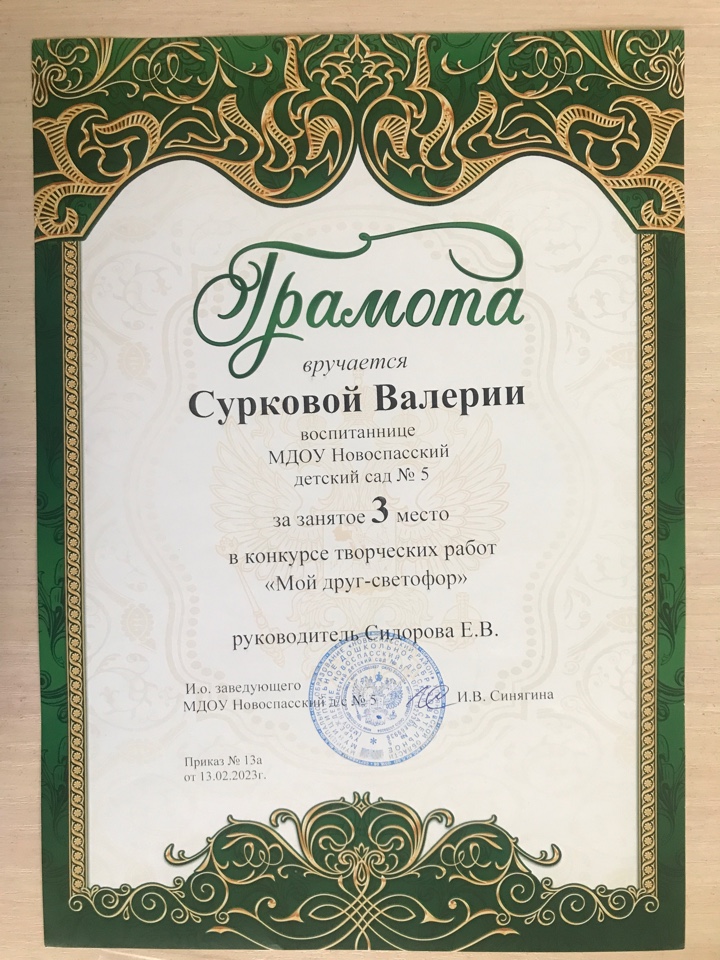 Грамота
вручается
Сурковой Валерии
воспитаннице
МДОУ Новоспасский
детский сад № 5
за занятое 3 место
в конкурсе творческих работ
«Мой друг-светофор»
руководитель Сидорова Е.В.
И.о. заведующего
МДОУ Новоспасский д/с № 5 И.В. Синягина
Приказ № 13а
от 13.02.2023г.